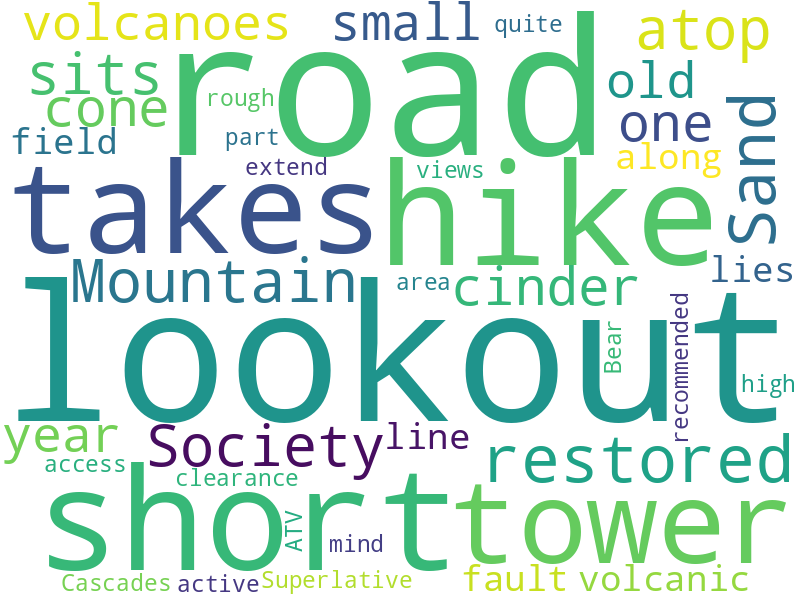 volcanoes small quite atop
sits road old
cone rough one
field part along Sand
takes extend hike views
Mountain area cinder lies
lookout Bear recommended high
year Society line restored
access clearance
short ATV mind tower
Cascades active Superlative fault volcanic